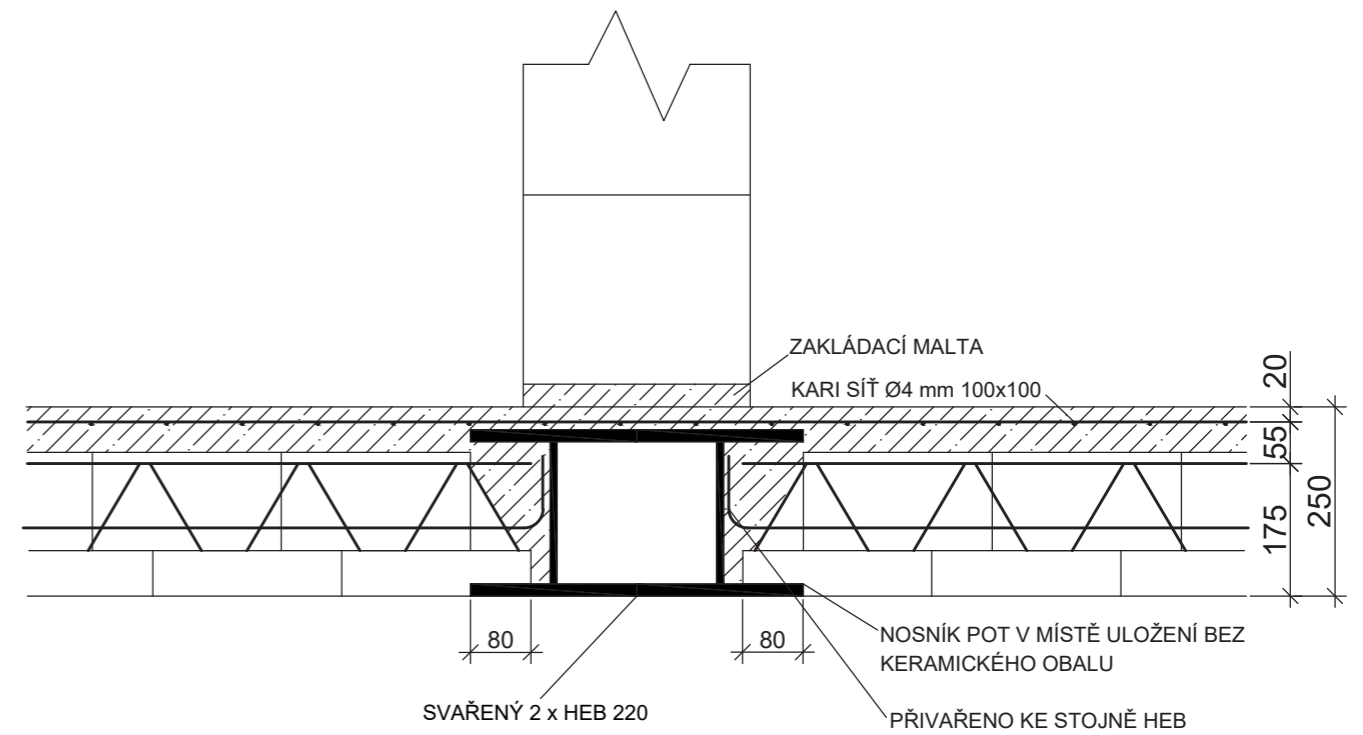 ZAKLÁDACÍ MALTA
KARI SÍŤ Ø4 mm 100x100
20
55
175
250
80
80
NOSNÍK POT V MÍSTĚ ULOŽENÍ BEZ
KERAMICKÉHO OBALU
SVAŘENÝ 2 x HEB 220
PŘIVAŘENO KE STOJNĚ HEB